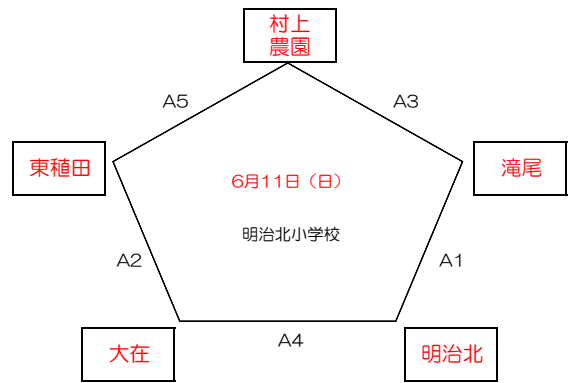 村上
農園
A5
A3
東稙田
滝尾
6月11日（日）
明治北小学校
A2
A1
大在
A4
明治北